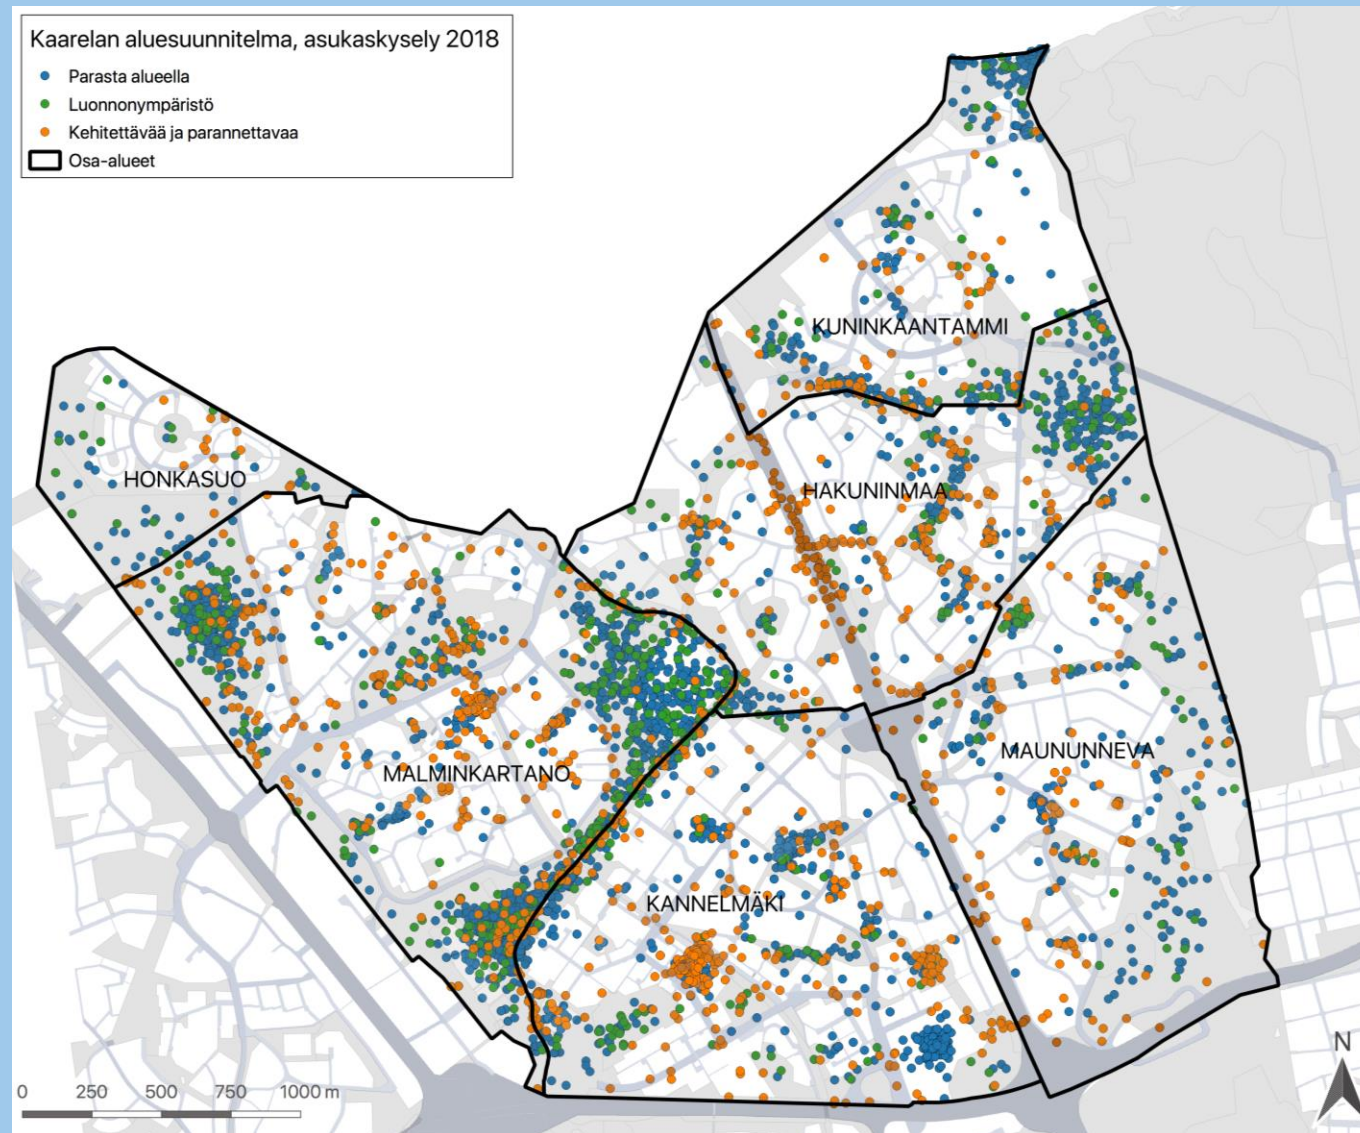 Kaarelan aluesuunnitelma, asukaskysely 2018
Parasta alueella
Luonnonympäristö
Kehitettävää ja parannettavaa
Osa-alueet
KUNINKAANTAMMI
HONKASUO
HAKUNINMAA
MAUNUNNEVA
MALMINKARTANO
KANNELMÄKI
N
0 250 500 750 1000 m